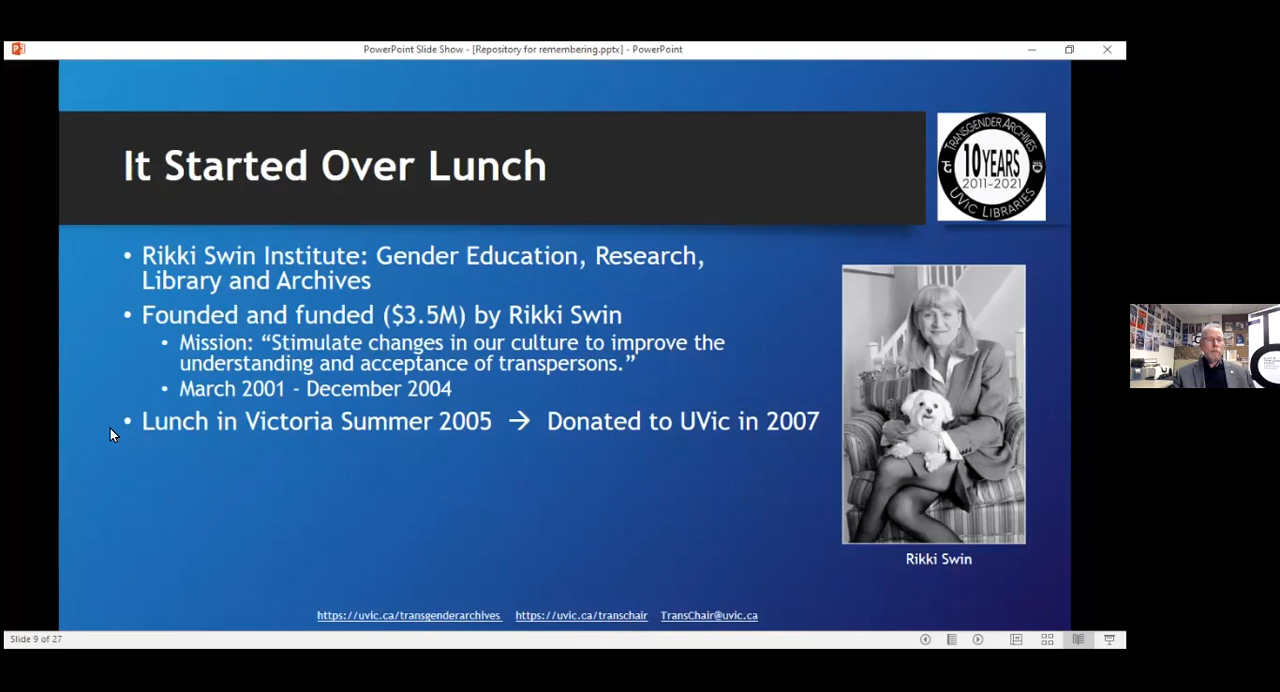 PowerPoint Slide Show - [Repository for remembering.pptx] - PowerPoint
It Started Over Lunch
TRANSGENDER ARCHIVES
10 YEARS
2011-2021
UVIC LIBRARIES
• Rikki Swin Institute: Gender Education, Research,
Library and Archives
• Founded and funded ($3.5M) by Rikki Swin
• Mission: “Stimulate changes in our culture to improve the
understanding and acceptance of transpersons.”
• March 2001 - December 2004
• Lunch in Victoria Summer 2005 → Donated to UVic in 2007
Rikki Swin
https://uvic.ca/transgenderarchives https://uvic.ca/transchair TransChair@uvic.ca
Slide 9 of 27